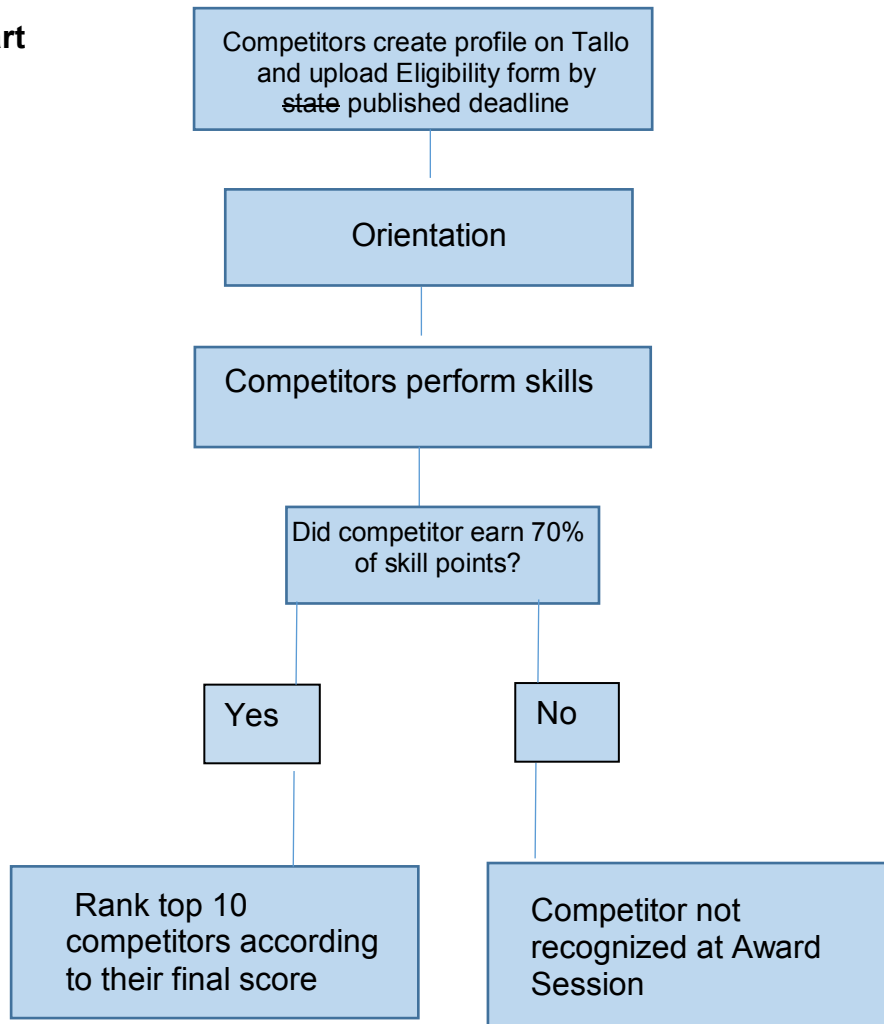 art
Competitors create profile on Tallo
and upload Eligibility form by
state published deadline
Orientation
Competitors perform skills
Did competitor earn 70%
of skill points?
Yes
No
Rank top 10
competitors according
to their final score
Competitor not
recognized at Award
Session